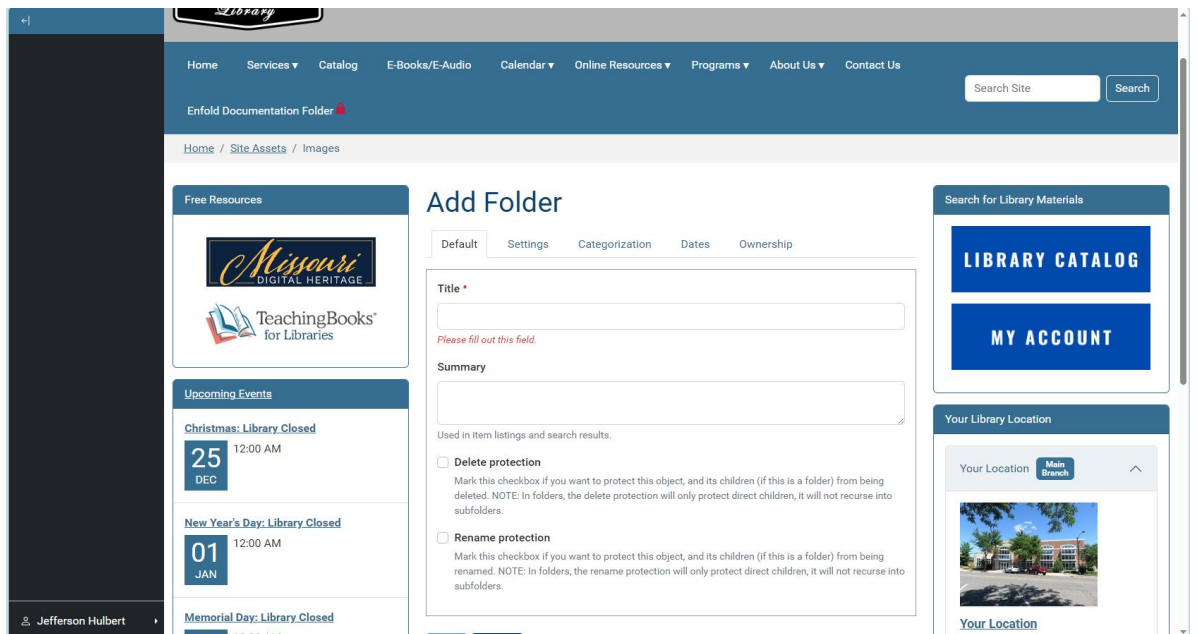 Library
Home Services ▾ Catalog E-Books/E-Audio Calendar ▾ Online Resources ▾ Programs ▾ About Us ▾ Contact Us
Search Site Search
Enfold Documentation Folder
Home / Site Assets / Images
Free Resources
Missouri
DIGITAL HERITAGE
TeachingBooks
for Libraries
Upcoming Events
Christmas: Library Closed
25
DEC
12:00 AM
New Year's Day: Library Closed
01
JAN
12:00 AM
Memorial Day: Library Closed
Add Folder
Default Settings Categorization Dates Ownership
Title *
Please fill out this field.
Summary
Used in item listings and search results.
Delete protection
Mark this checkbox if you want to protect this object, and its children (if this is a folder) from being
deleted. NOTE: In folders, the delete protection will only protect direct children, it will not recurse into
subfolders.
Rename protection
Mark this checkbox if you want to protect this object, and its children (if this is a folder) from being
renamed. NOTE: In folders, the rename protection will only protect direct children, it will not recurse into
subfolders.
Search for Library Materials
LIBRARY CATALOG
MY ACCOUNT
Your Library Location
Your Location Main
Branch
Your Location
Jefferson Hulbert